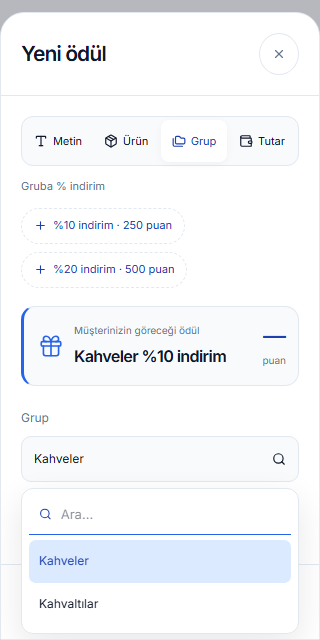 Yeni ödül
Metin
Ürün
Grup
Tutar
Gruba % indirim
%10 indirim · 250 puan
%20 indirim · 500 puan
Müşterinizin göreceği ödül
Kahveler %10 indirim
—
puan
Grup
Kahveler
Ara...
Kahveler
Kahvaltılar